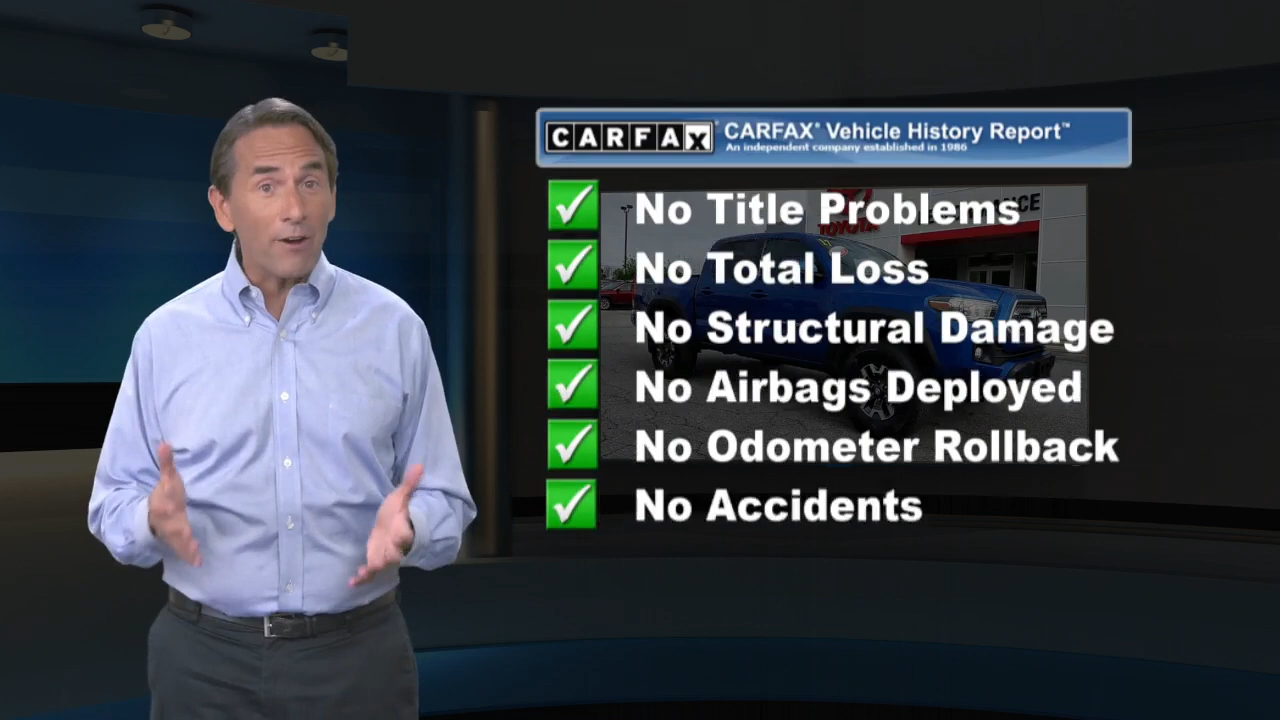 CARFAX® CARFAX® Vehicle History Report™
An independent company established in 1986
No Title Problems
No Total Loss
No Structural Damage
No Airbags Deployed
No Odometer Rollback
No Accidents
TOYOTA